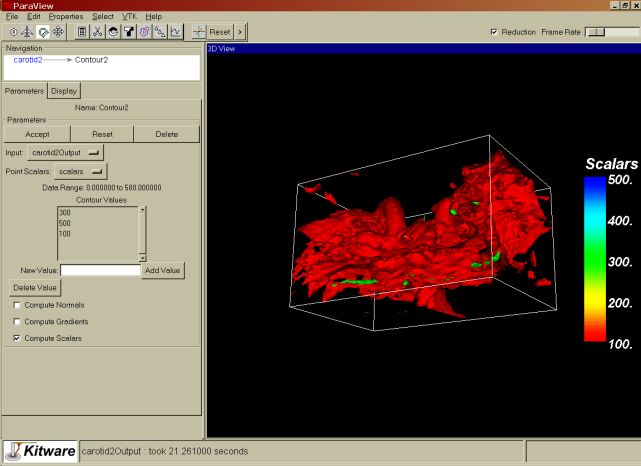 ParaView
File Edit Properties Select VTK Help
Reset >
Reduction Frame Rate
Navigation
carotid2 Contour2
3D View
Parameters Display
Name: Contour2
Parameters
Accept Reset Delete
Input: carotid2Output
Point Scalars: scalars
Data Range: 0.000000 to 580.000000
Contour Values
300
500
100
New Value: Add Value
Delete Value
Compute Normals
Compute Gradients
Compute Scalars
Scalars
500.
400.
300.
200.
100.
Kitware
carotid2Output : took 21.261000 seconds